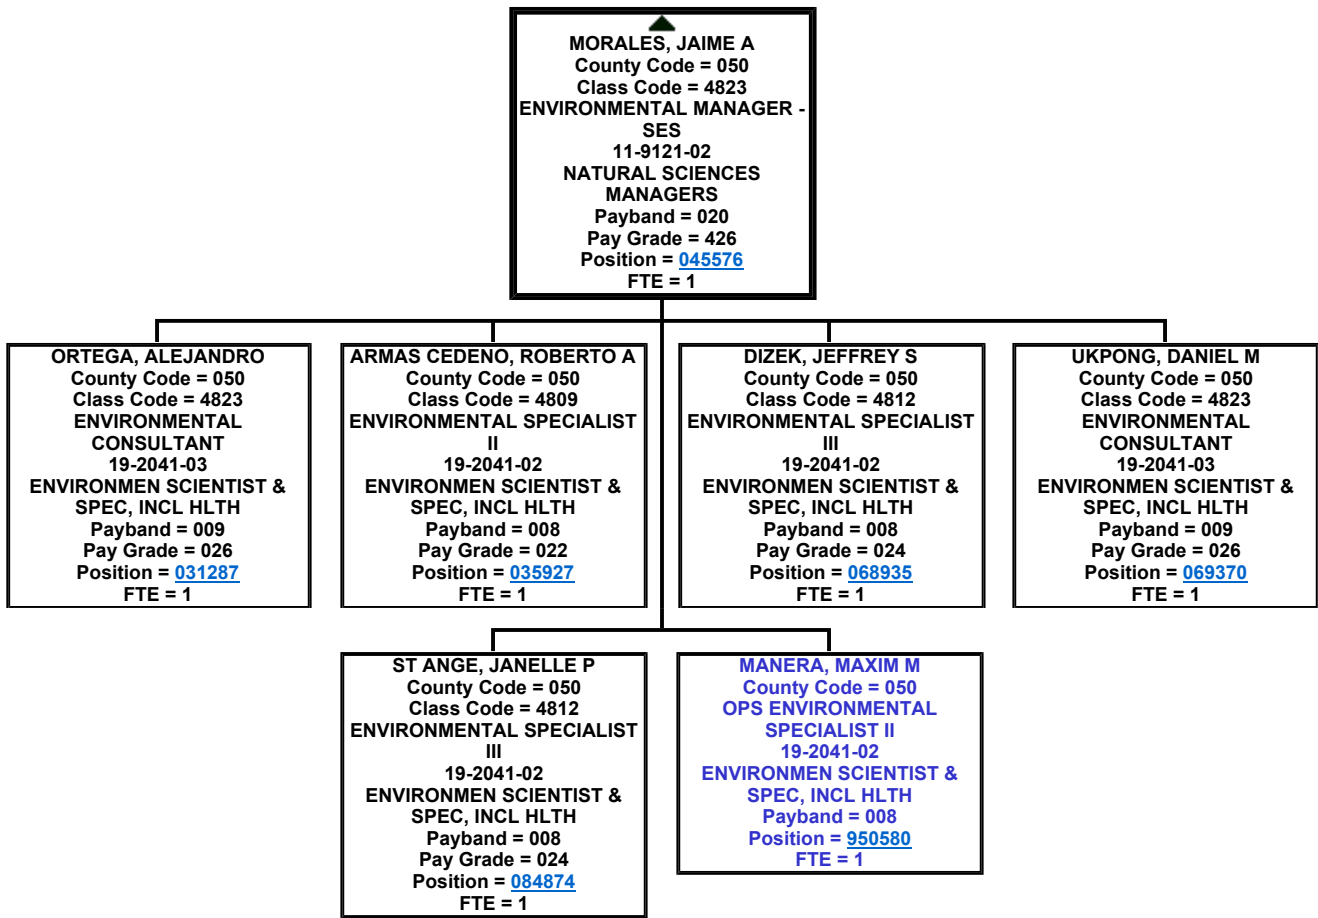 MORALES, JAIME A
County Code = 050
Class Code = 4823
ENVIRONMENTAL MANAGER -
SES
11-9121-02
NATURAL SCIENCES
MANAGERS
Payband = 020
Pay Grade = 426
Position = 045576
FTE = 1
ORTEGA, ALEJANDRO
County Code = 050
Class Code = 4823
ENVIRONMENTAL
CONSULTANT
19-2041-03
ENVIRONMEN SCIENTIST &
SPEC, INCL HLTH
Payband = 009
Pay Grade = 026
Position = 031287
FTE = 1
ARMAS CEDENO, ROBERTO A
County Code = 050
Class Code = 4809
ENVIRONMENTAL SPECIALIST
II
19-2041-02
ENVIRONMEN SCIENTIST &
SPEC, INCL HLTH
Payband = 008
Pay Grade = 022
Position = 035927
FTE = 1
DIZEK, JEFFREY S
County Code = 050
Class Code = 4812
ENVIRONMENTAL SPECIALIST
III
19-2041-02
ENVIRONMEN SCIENTIST &
SPEC, INCL HLTH
Payband = 008
Pay Grade = 024
Position = 068935
FTE = 1
UKPONG, DANIEL M
County Code = 050
Class Code = 4823
ENVIRONMENTAL
CONSULTANT
19-2041-03
ENVIRONMEN SCIENTIST &
SPEC, INCL HLTH
Payband = 009
Pay Grade = 026
Position = 069370
FTE = 1
ST ANGE, JANELLE P
County Code = 050
Class Code = 4812
ENVIRONMENTAL SPECIALIST
III
19-2041-02
ENVIRONMEN SCIENTIST &
SPEC, INCL HLTH
Payband = 008
Pay Grade = 024
Position = 084874
FTE = 1
MANERA, MAXIM M
County Code = 050
OPS ENVIRONMENTAL
SPECIALIST II
19-2041-02
ENVIRONMEN SCIENTIST &
SPEC, INCL HLTH
Payband = 008
Position = 950580
FTE = 1